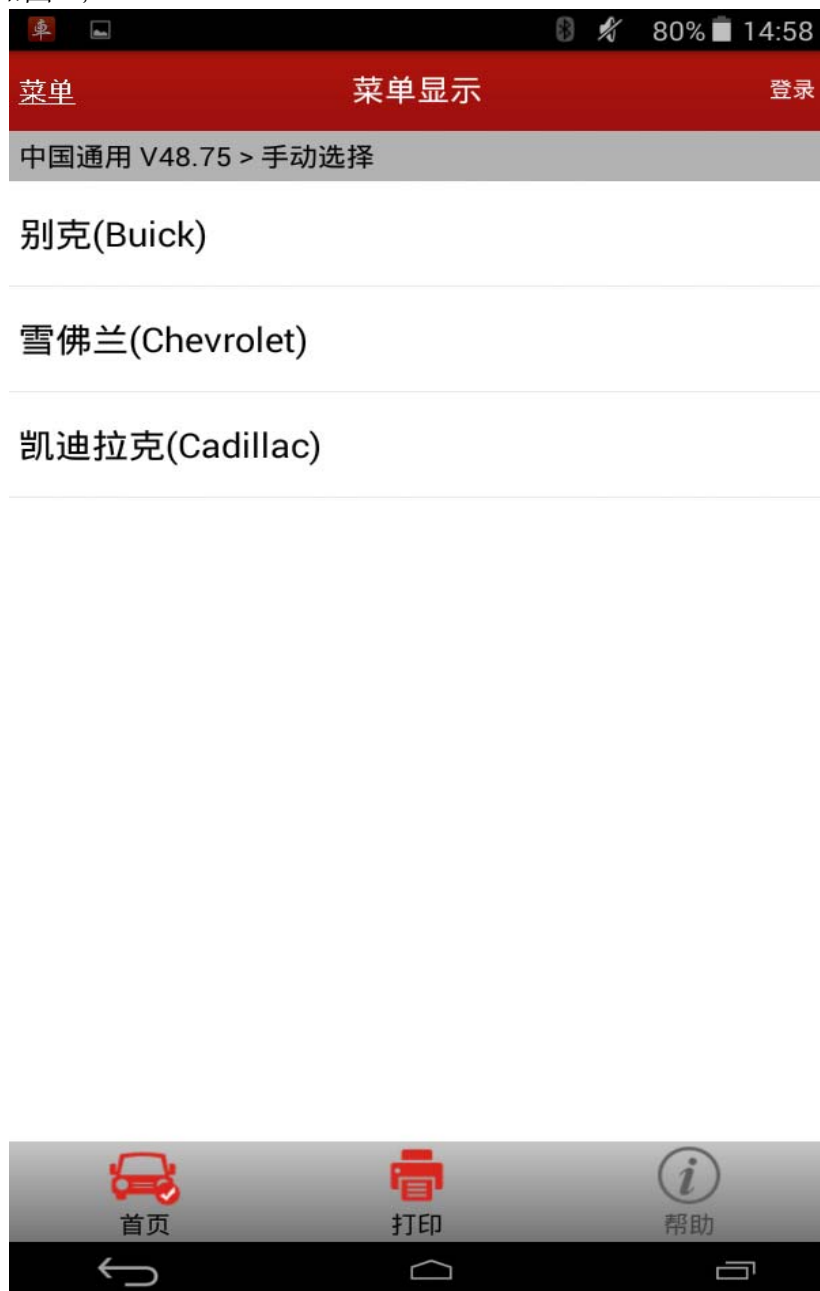 車 80% 14:58
菜单 菜单显示 登录
中国通用 V48.75 > 手动选择
别克(Buick)
雪佛兰(Chevrolet)
凯迪拉克(Cadillac)
首页 打印 帮助